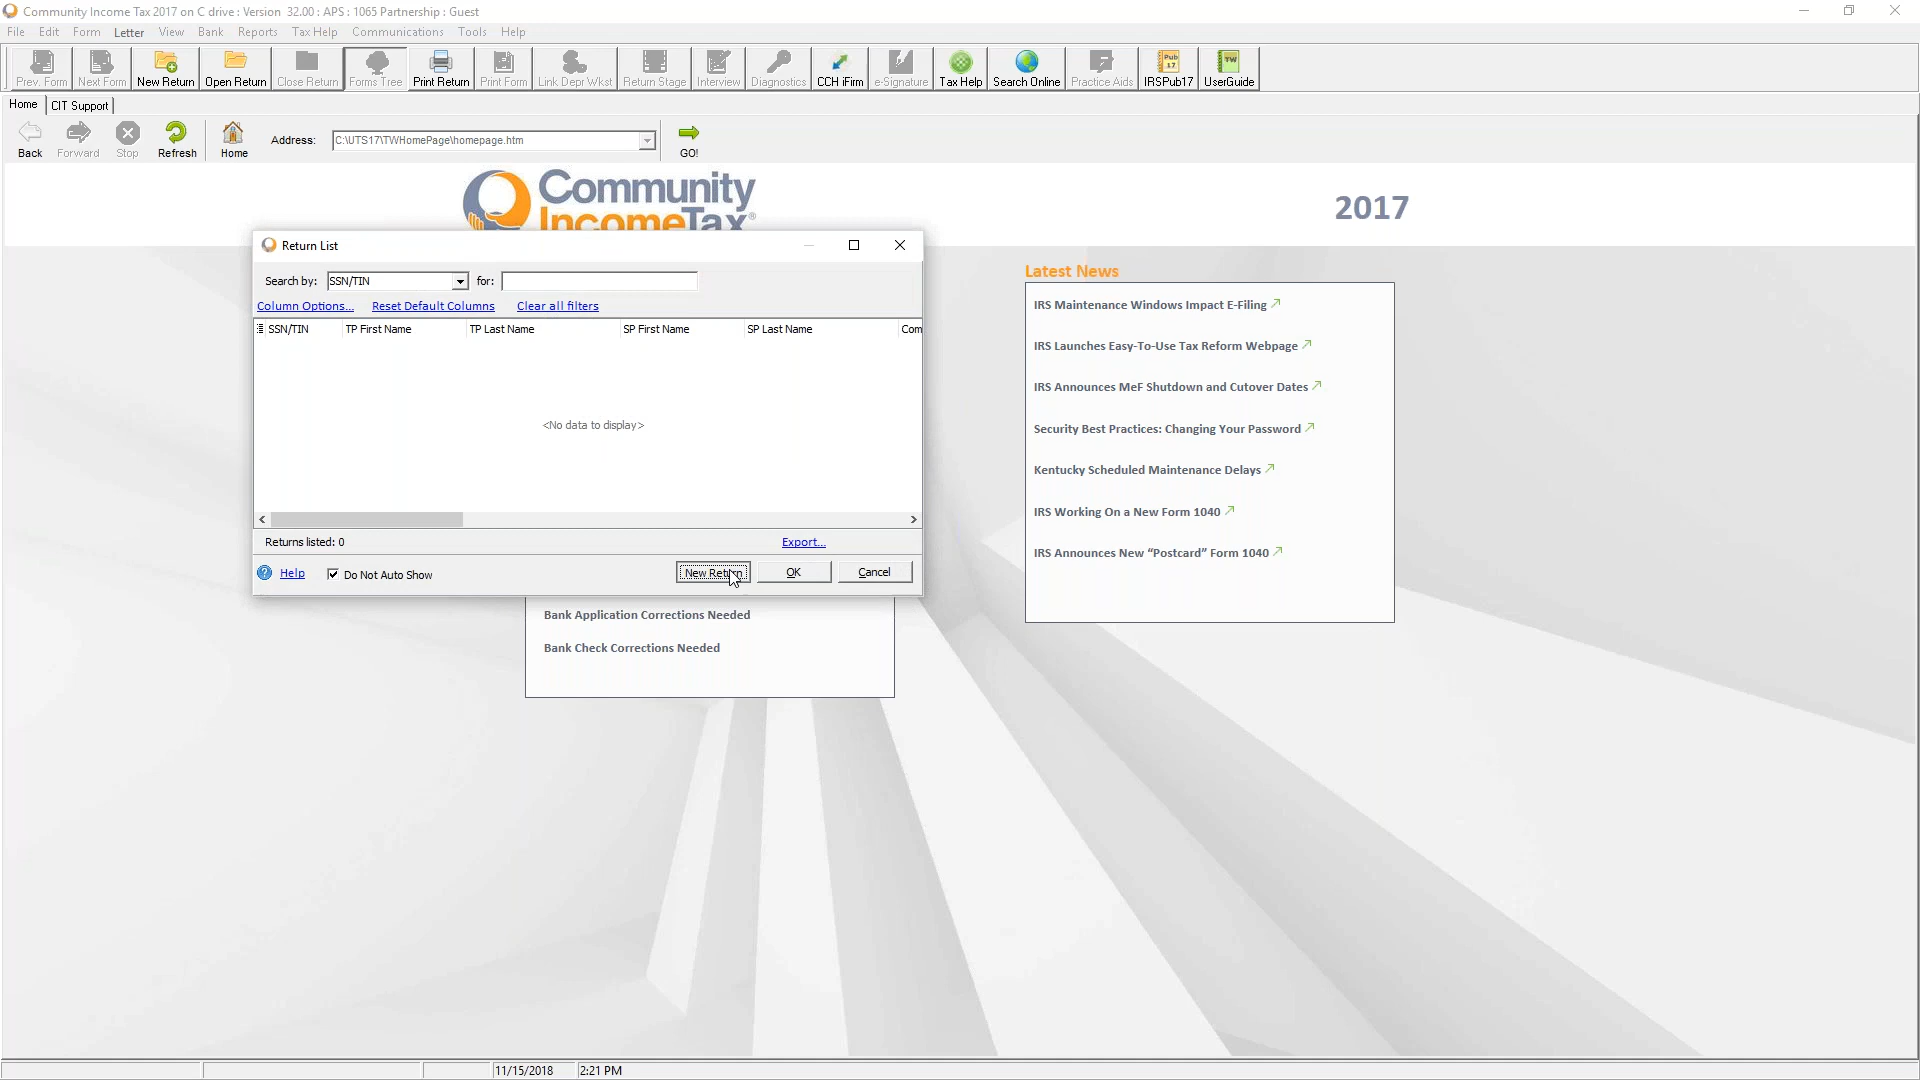 Community Income Tax 2017 on C drive : Version 32.00 : APS : 1065 Partnership : Guest
File Edit Form Letter View Bank Reports Tax Help Communications Tools Help
Prev. Form Next Form New Return Open Return Close Return Forms Tree Print Return Print Form Link Depr Wkst Return Stage Interview Diagnostics CCH iFirm e-Signature Tax Help Search Online Practice Aids IRSPub17 UserGuide
Pub 17
TW
Home CIT Support
Back Forward Stop Refresh Home Address: C:\UTS17\TWHomePage\homepage.htm GO!
Community
IncomeTax®
2017
Return List
Search by: SSN/TIN for:
Column Options... Reset Default Columns Clear all filters
SSN/TIN TP First Name TP Last Name SP First Name SP Last Name Com
<No data to display>
Returns listed: 0 Export...
Help Do Not Auto Show New Return OK Cancel
Bank Application Corrections Needed
Bank Check Corrections Needed
Latest News
IRS Maintenance Windows Impact E-Filing
IRS Launches Easy-To-Use Tax Reform Webpage
IRS Announces MeF Shutdown and Cutover Dates
Security Best Practices: Changing Your Password
Kentucky Scheduled Maintenance Delays
IRS Working On a New Form 1040
IRS Announces New “Postcard” Form 1040
11/15/2018 2:21 PM